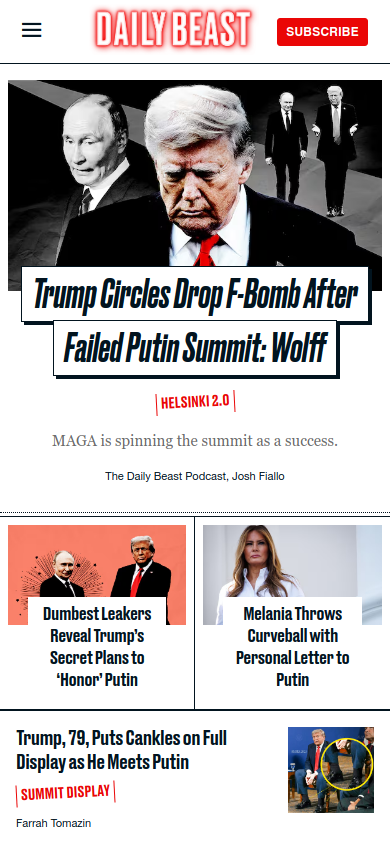 DAILY BEAST
SUBSCRIBE
Trump Circles Drop F-Bomb After
Failed Putin Summit: Wolff
HELSINKI 2.0
MAGA is spinning the summit as a success.
The Daily Beast Podcast, Josh Fiallo
Dumbest Leakers
Reveal Trump’s
Secret Plans to
‘Honor’ Putin
Melania Throws
Curveball with
Personal Letter to
Putin
Trump, 79, Puts Cankles on Full
Display as He Meets Putin
SUMMIT DISPLAY
Farrah Tomazin